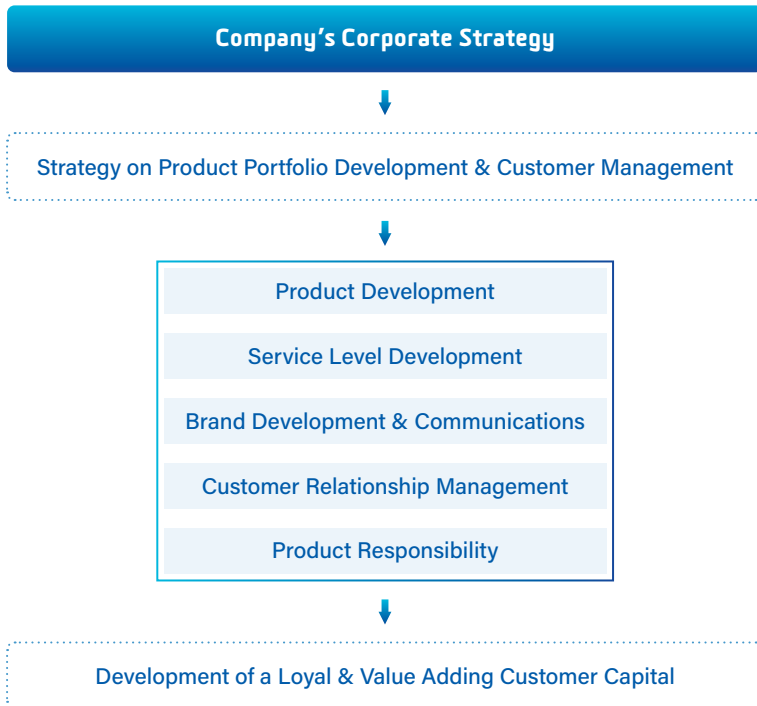 Company's Corporate Strategy
Strategy on Product Portfolio Development & Customer Management
Product Development
Service Level Development
Brand Development & Communications
Customer Relationship Management
Product Responsibility
Development of a Loyal & Value Adding Customer Capital